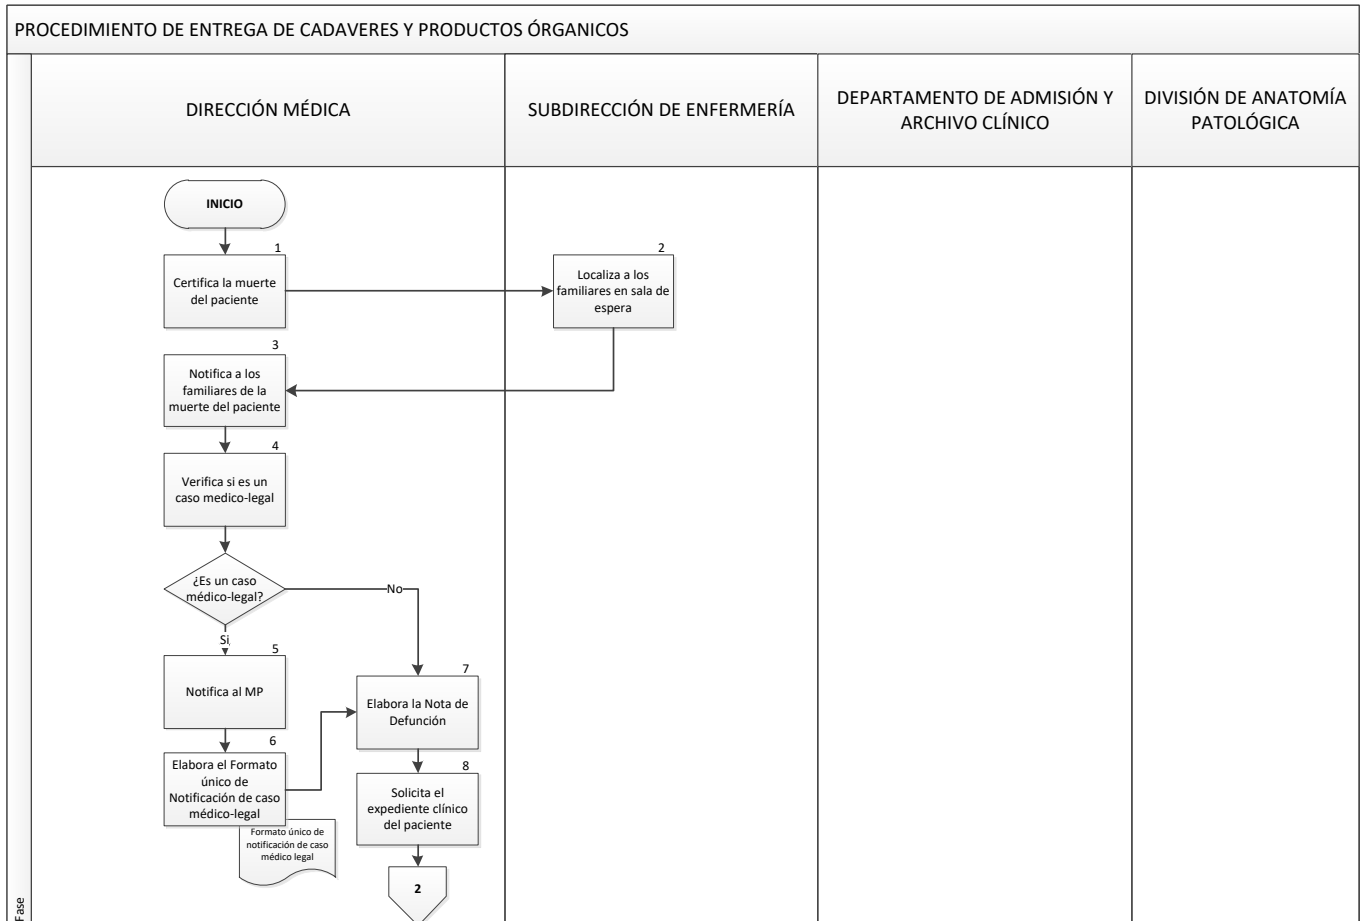 PROCEDIMIENTO DE ENTREGA DE CADAVERES Y PRODUCTOS ÓRGANICOS
DIRECCIÓN MÉDICA
SUBDIRECCIÓN DE ENFERMERÍA
DEPARTAMENTO DE ADMISIÓN Y
ARCHIVO CLÍNICO
DIVISIÓN DE ANATOMÍA
PATOLÓGICA
INICIO
1
Certifica la muerte
del paciente
2
Localiza a los
familiares en sala de
espera
3
Notifica a los
familiares de la
muerte del paciente
4
Verifica si es un
caso medico-legal
¿Es un caso
médico-legal?
No
Si
5
Notifica al MP
6
Elabora el Formato
único de
Notificación de caso
médico-legal
Formato único de
notificación de caso
médico legal
7
Elabora la Nota de
Defunción
8
Solicita el
expediente clínico
del paciente
2
Fase